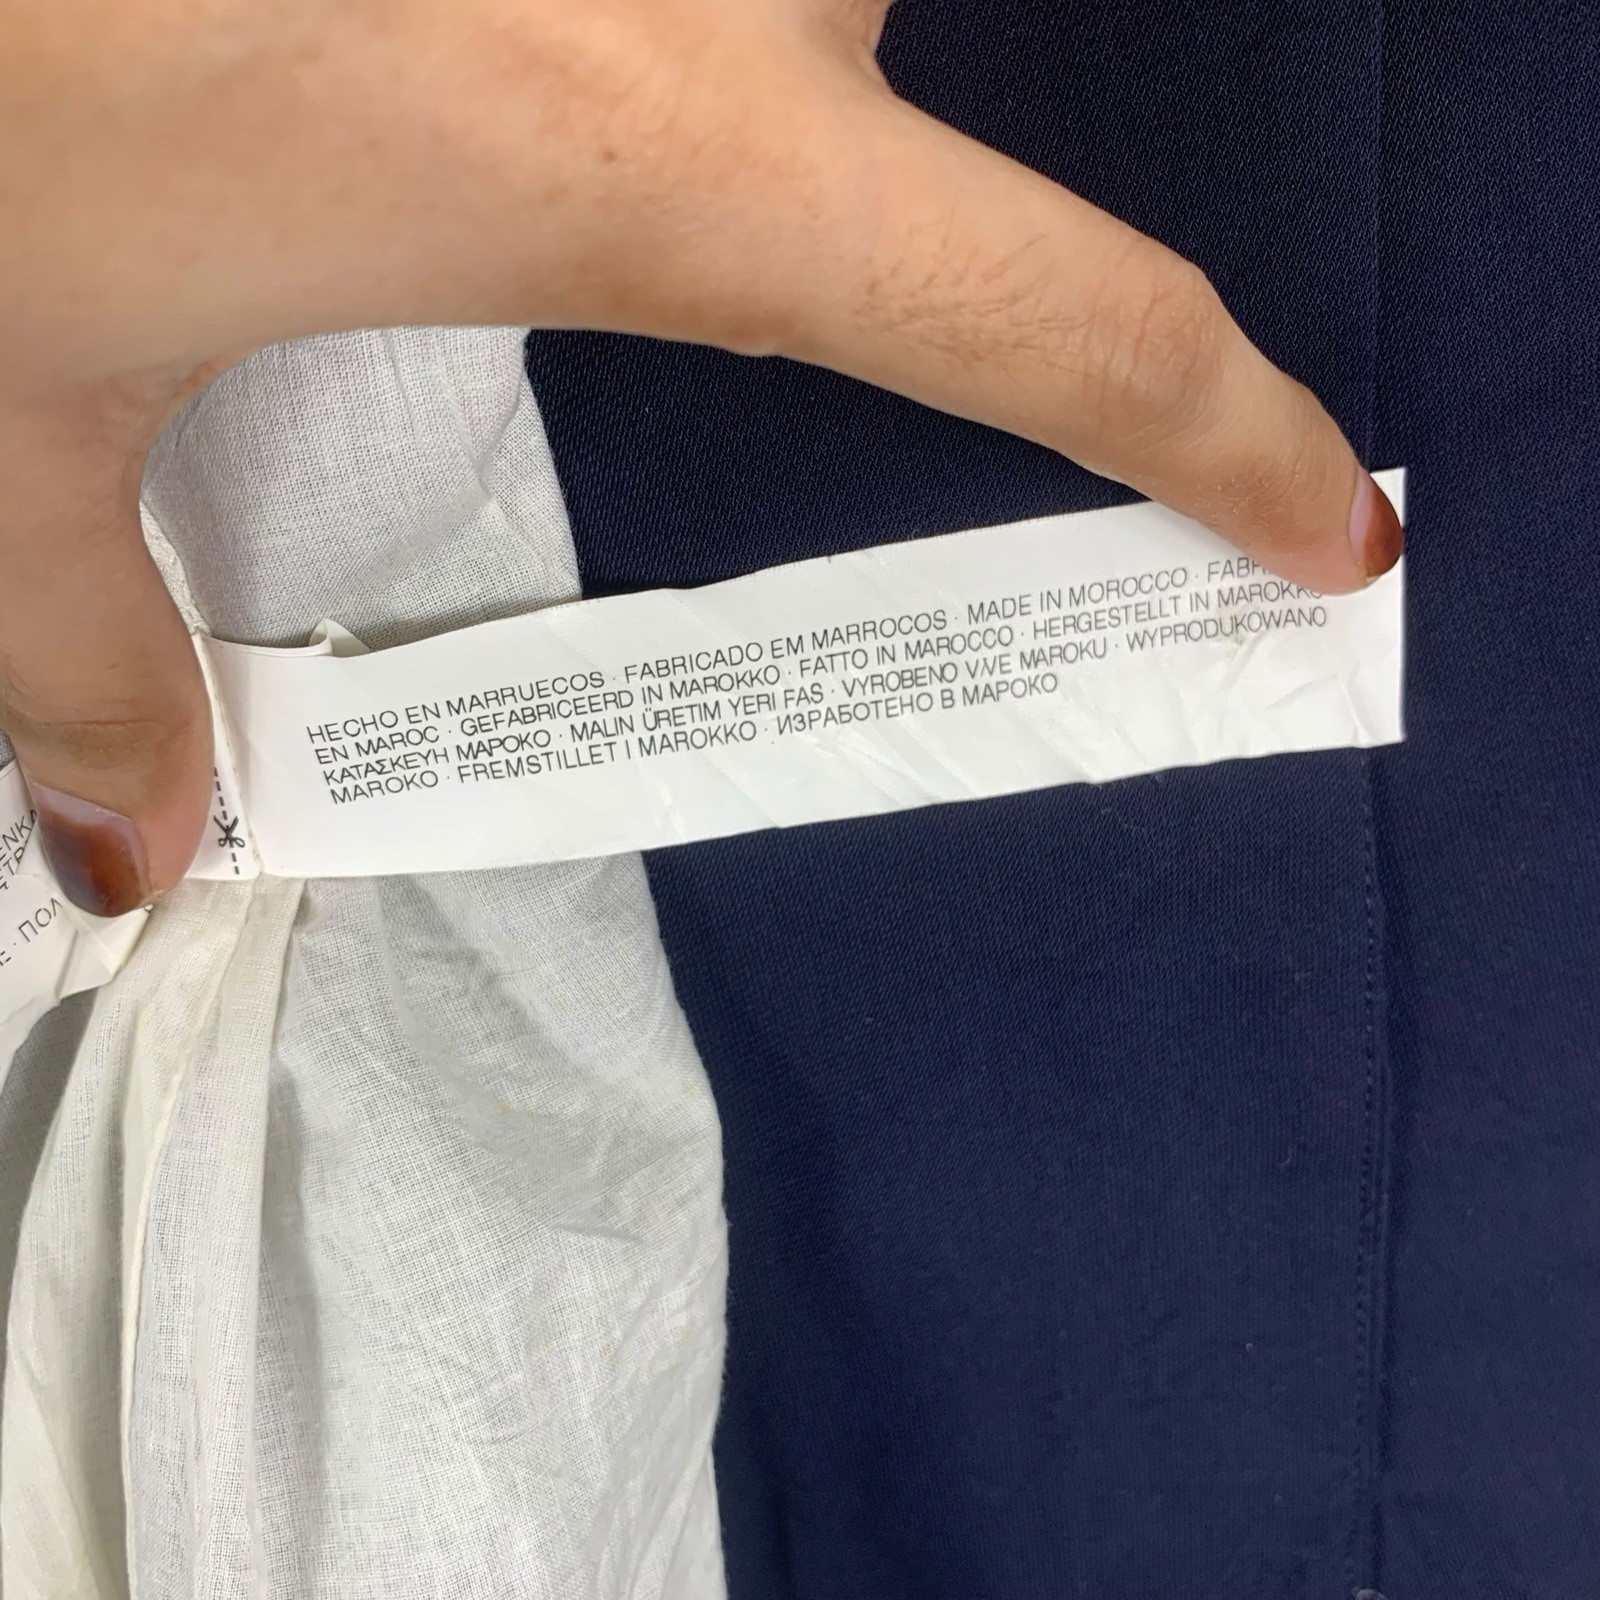 HECHO EN MARRUECOS · FABRICADO EM MARROCOS · MADE IN MOROCCO ·
EN MAROC · GEFABRICEERD IN MAROKKO · FATTO IN MAROCCO · HERGESTELLT IN MAROKKO
ΚΑΤΑΣΚΕΥΗ ΜΑΡΟΚΟ · MALIN ÜRETIM YERI FAS · VYROBENO V/VE MAROKU · WYPRODUKOWANO
MAROKO · FREMSTILLET I MAROKKO · ИЗРАБОТЕНО В МАРОКО